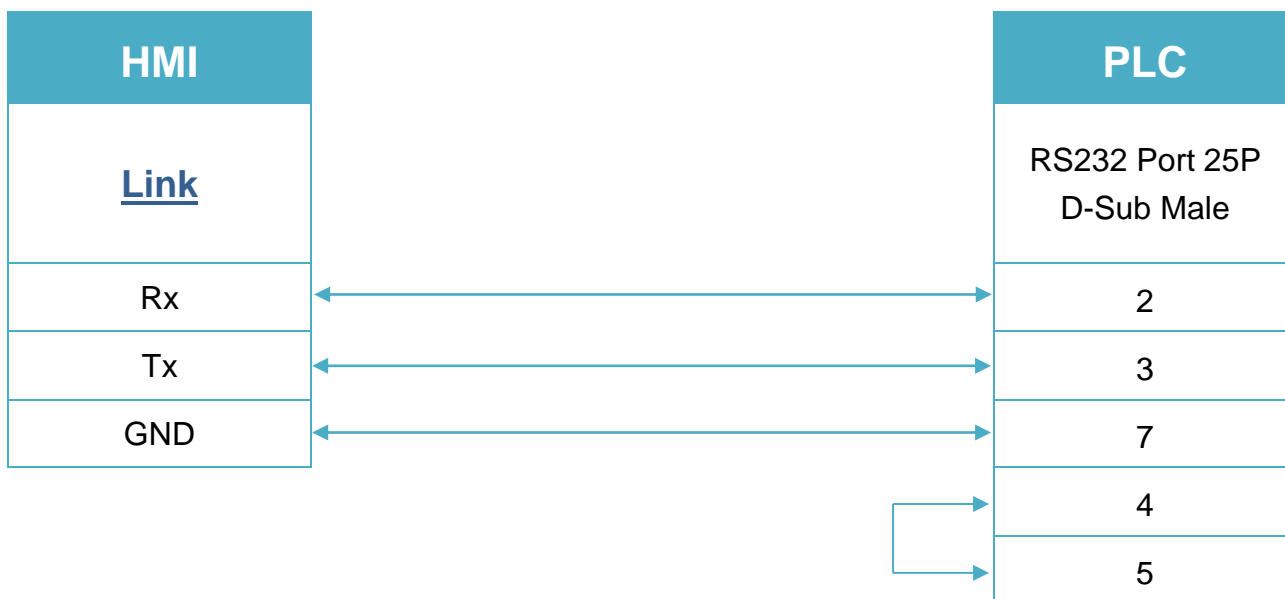 HMI
PLC
Link
RS232 Port 25P
D-Sub Male
Rx
2
Tx
3
GND
7
4
5